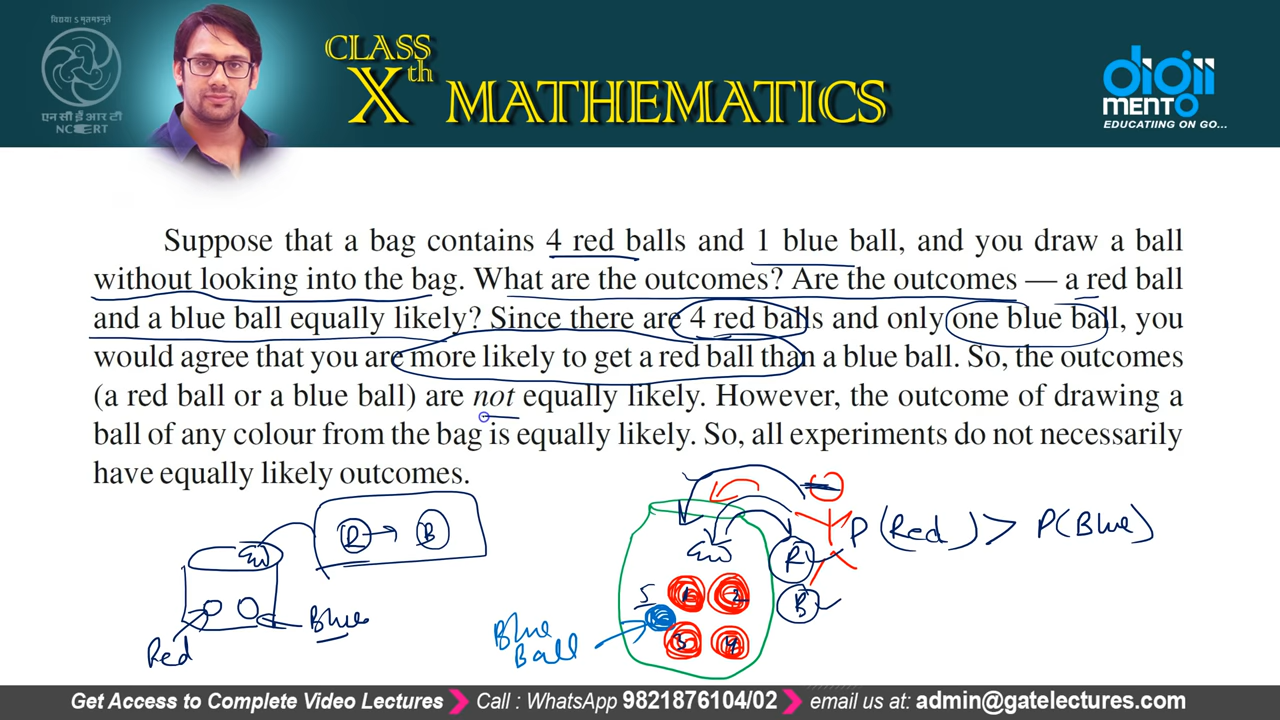 विद्यया ऽ मृतमश्नुते
एन सी ई आर टी
NCERT
CLASS
Xth MATHEMATICS
digii
MENTO
EDUCATIING ON GO...
Suppose that a bag contains 4 red balls and 1 blue ball, and you draw a ball
without looking into the bag. What are the outcomes? Are the outcomes — a red ball
and a blue ball equally likely? Since there are 4 red balls and only one blue ball, you
would agree that you are more likely to get a red ball than a blue ball. So, the outcomes
(a red ball or a blue ball) are not equally likely. However, the outcome of drawing a
ball of any colour from the bag is equally likely. So, all experiments do not necessarily
have equally likely outcomes.
R → B
Red
Blue
P(Red) > P(Blue)
R
B
5 1 2
3 4
Blue
Ball
Get Access to Complete Video Lectures Call : WhatsApp 9821876104/02 email us at: admin@gatelectures.com